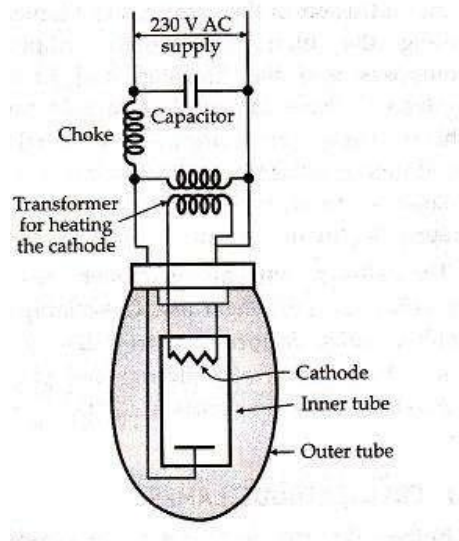 230 V AC
supply
Capacitor
Choke
Transformer
for heating
the cathode
Cathode
Inner tube
Outer tube